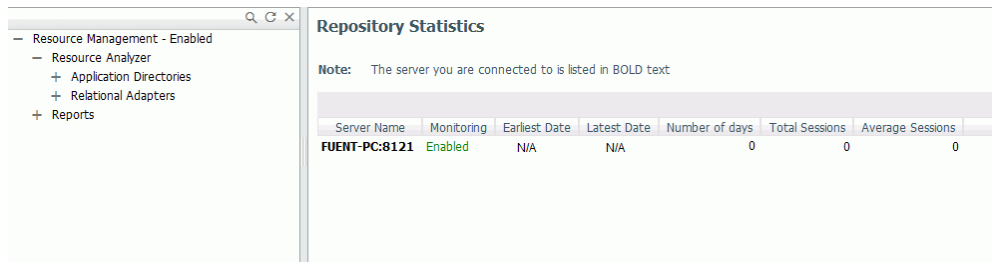 Resource Management - Enabled
Resource Analyzer
Application Directories
Relational Adapters
Reports
Repository Statistics
Note: The server you are connected to is listed in BOLD text
Server Name Monitoring Earliest Date Latest Date Number of days Total Sessions Average Sessions
FUENT-PC:8121 Enabled N/A N/A 0 0 0